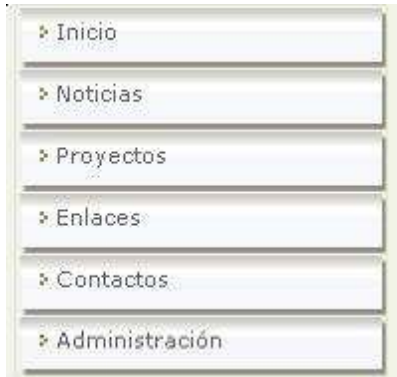 Inicio
Noticias
Proyectos
Enlaces
Contactos
Administración